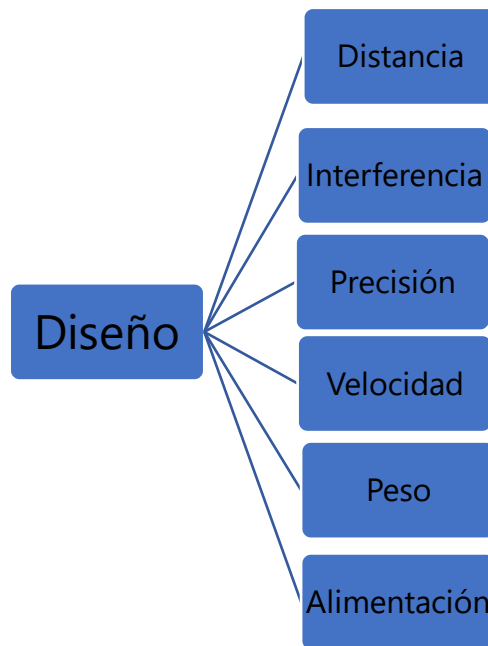 Diseño
Distancia
Interferencia
Precisión
Velocidad
Peso
Alimentación